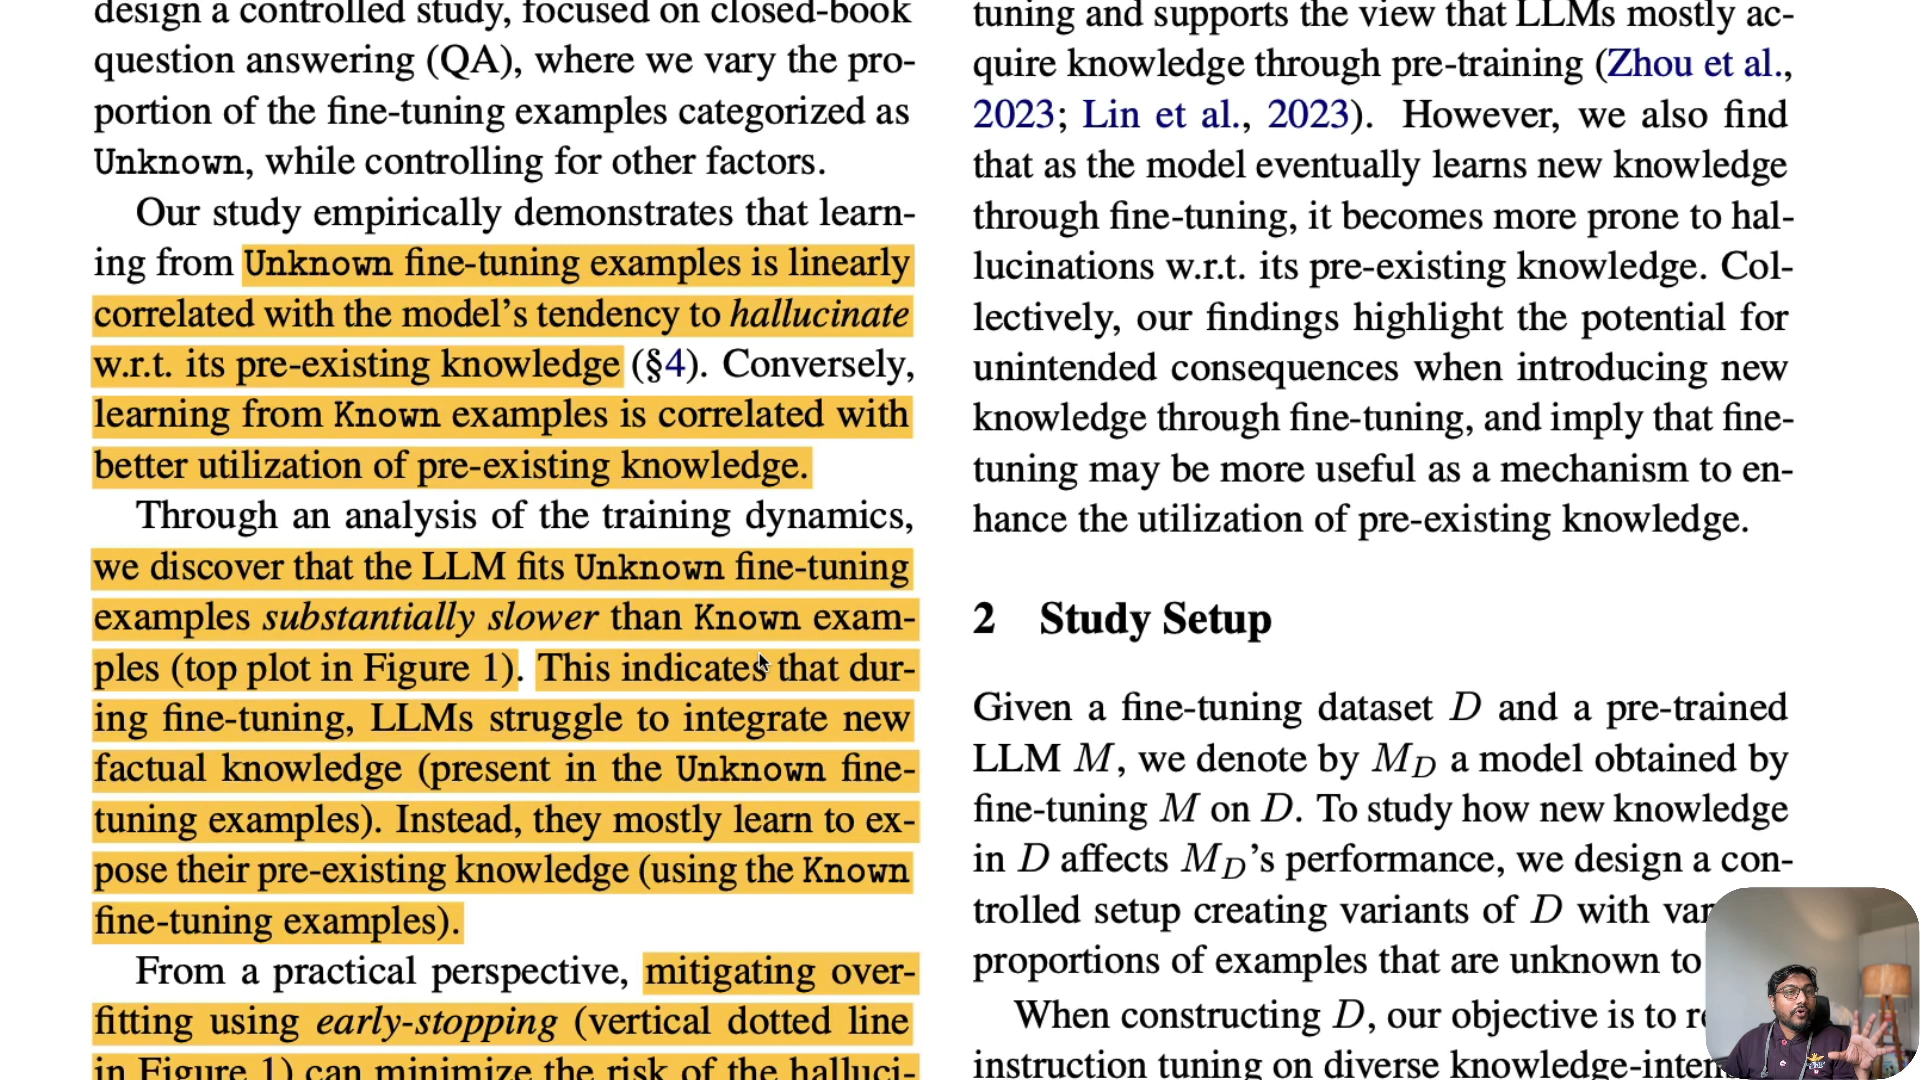 design a controlled study, focused on closed-book
question answering (QA), where we vary the pro-
portion of the fine-tuning examples categorized as
Unknown, while controlling for other factors.
Our study empirically demonstrates that learn-
ing from Unknown fine-tuning examples is linearly
correlated with the model's tendency to hallucinate
w.r.t. its pre-existing knowledge (§4). Conversely,
learning from Known examples is correlated with
better utilization of pre-existing knowledge.
Through an analysis of the training dynamics,
we discover that the LLM fits Unknown fine-tuning
examples substantially slower than Known exam-
ples (top plot in Figure 1). This indicates that dur-
ing fine-tuning, LLMs struggle to integrate new
factual knowledge (present in the Unknown fine-
tuning examples). Instead, they mostly learn to ex-
pose their pre-existing knowledge (using the Known
fine-tuning examples).
From a practical perspective, mitigating over-
fitting using early-stopping (vertical dotted line
in Figure 1) can minimize the risk of the halluci-
tuning and supports the view that LLMs mostly ac-
quire knowledge through pre-training (Zhou et al.,
2023; Lin et al., 2023). However, we also find
that as the model eventually learns new knowledge
through fine-tuning, it becomes more prone to hal-
lucinations w.r.t. its pre-existing knowledge. Col-
lectively, our findings highlight the potential for
unintended consequences when introducing new
knowledge through fine-tuning, and imply that fine-
tuning may be more useful as a mechanism to en-
hance the utilization of pre-existing knowledge.
2 Study Setup
Given a fine-tuning dataset D and a pre-trained
LLM M, we denote by M_D a model obtained by
fine-tuning M on D. To study how new knowledge
in D affects M_D's performance, we design a con-
trolled setup creating variants of D with
proportions of examples that are unknown to
When constructing D, our objective is to
instruction tuning on diverse